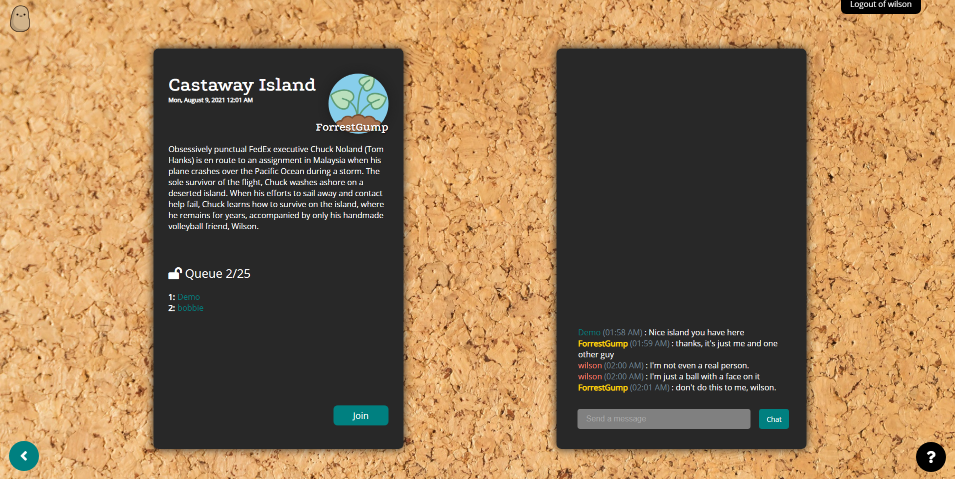 Logout of wilson
Castaway Island
Mon, August 9, 2021 12:01 AM
ForrestGump
Obsessively punctual FedEx executive Chuck Noland (Tom
Hanks) is en route to an assignment in Malaysia when his
plane crashes over the Pacific Ocean during a storm. The
sole survivor of the flight, Chuck washes ashore on a
deserted island. When his efforts to sail away and contact
help fail, Chuck learns how to survive on the island, where
he remains for years, accompanied by only his handmade
volleyball friend, Wilson.
Queue 2/25
1: Demo
2: bobbie
Join
Demo (01:58 AM) : Nice island you have here
ForrestGump (01:59 AM) : thanks, it's just me and one
other guy
wilson (02:00 AM) : I'm not even a real person.
wilson (02:00 AM) : I'm just a ball with a face on it
ForrestGump (02:01 AM) : don't do this to me, wilson.
Send a message
Chat
?